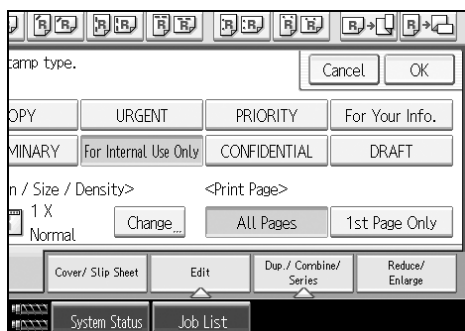 tamp type.
Cancel OK
OPY URGENT PRIORITY For Your Info.
MINARY For Internal Use Only CONFIDENTIAL DRAFT
n / Size / Density> <Print Page>
1 X
Normal Change All Pages 1st Page Only
Cover/ Slip Sheet Edit Dup./ Combine/
Series Reduce/
Enlarge
System Status Job List